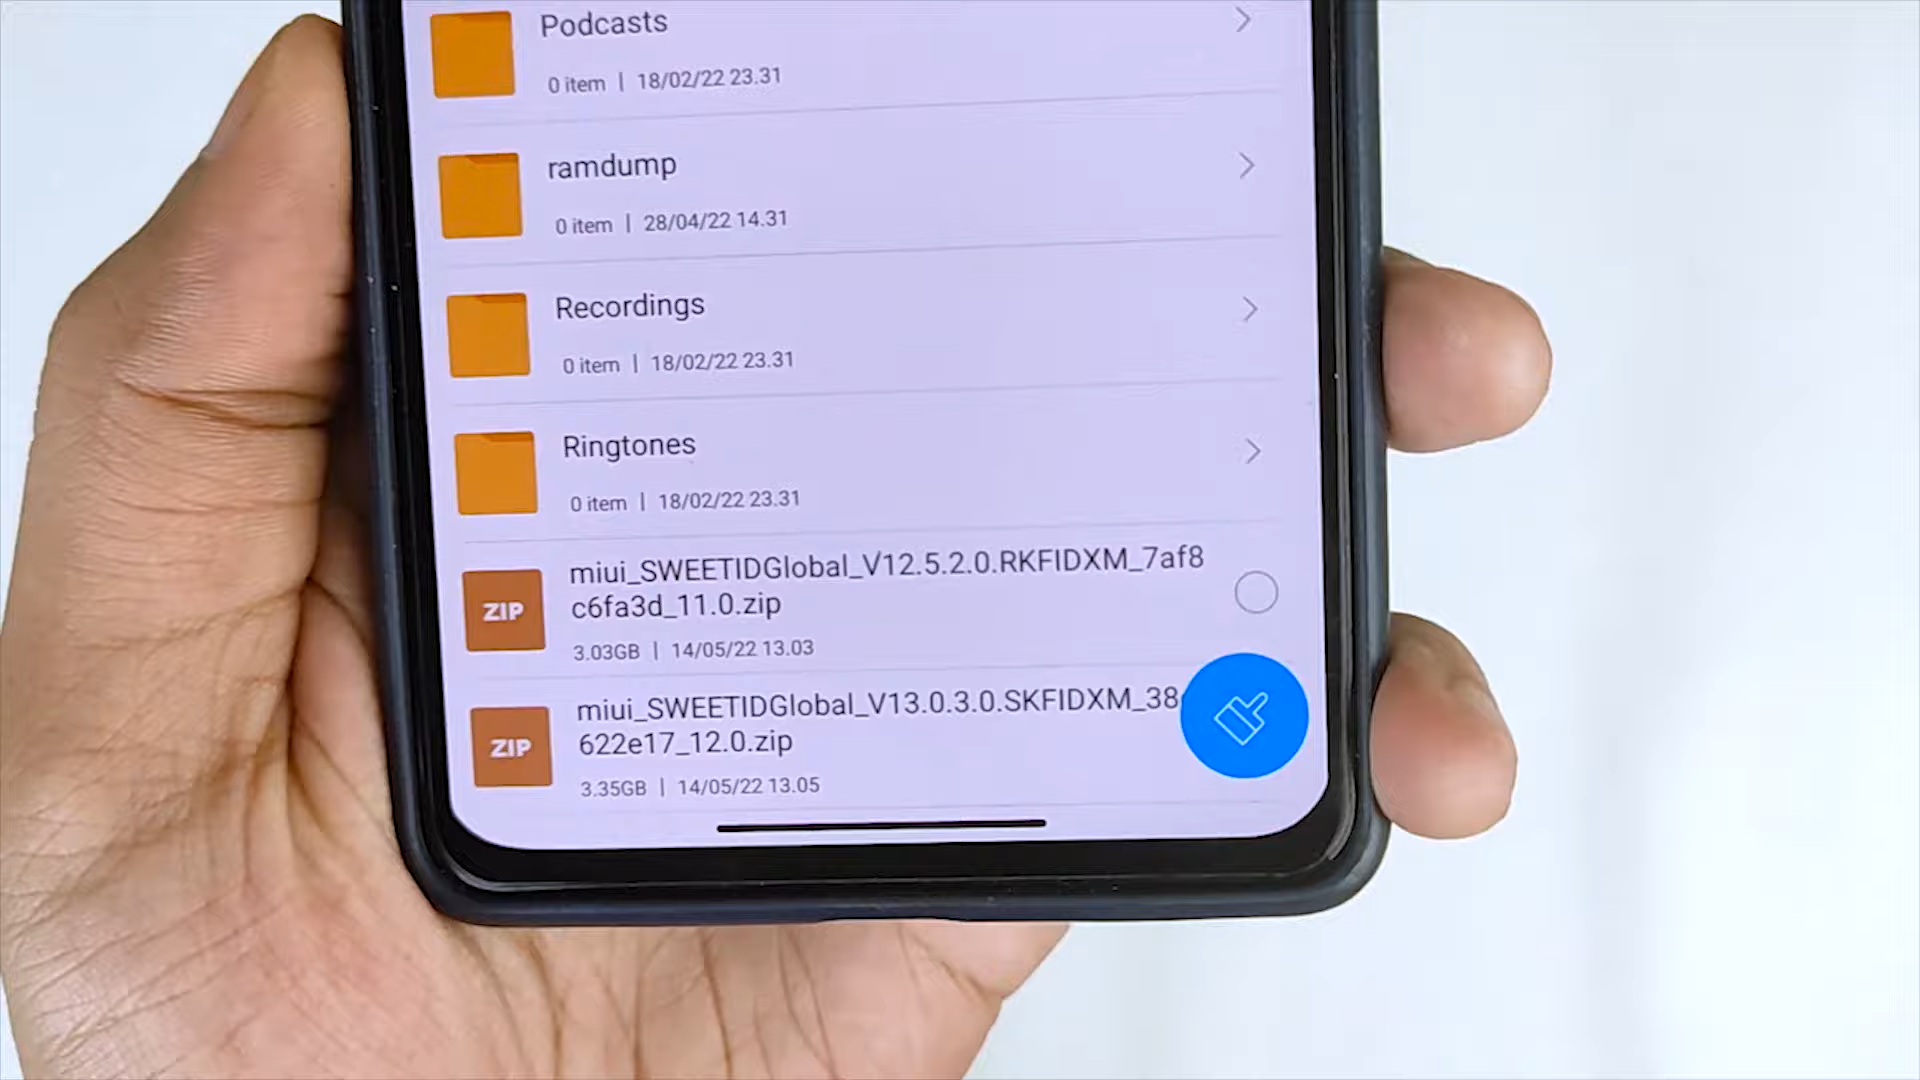 Podcasts
0 item | 18/02/22 23.31
ramdump
0 item | 28/04/22 14.31
Recordings
0 item | 18/02/22 23.31
Ringtones
0 item | 18/02/22 23.31
ZIP
miui_SWEETIDGlobal_V12.5.2.0.RKFIDXM_7af8
c6fa3d_11.0.zip
3.03GB | 14/05/22 13.03
ZIP
miui_SWEETIDGlobal_V13.0.3.0.SKFIDXM_38
622e17_12.0.zip
3.35GB | 14/05/22 13.05